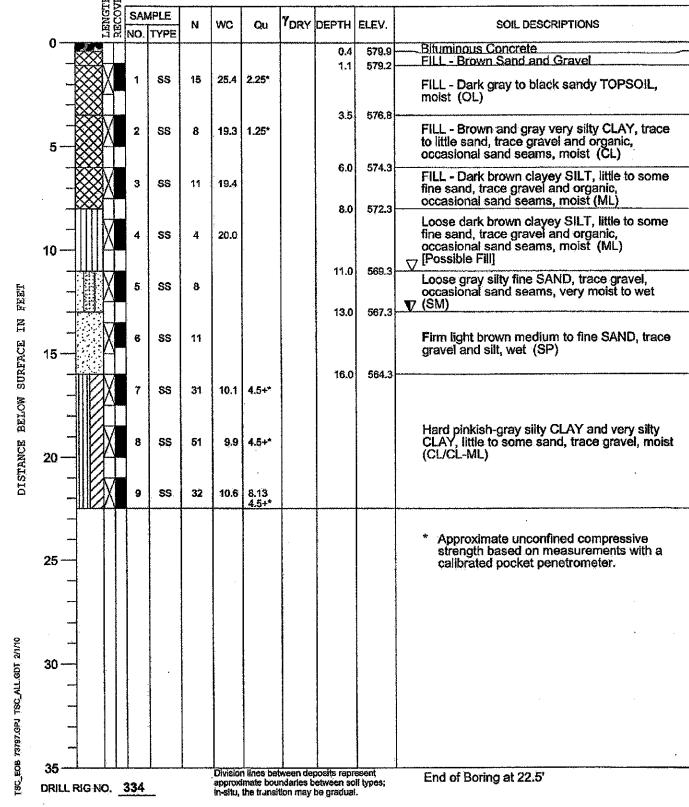 LENGTH
RECOVE
SAMPLE
NO. TYPE
N WC Qu γDRY DEPTH ELEV. SOIL DESCRIPTIONS
0
0.4 579.9 Bituminous Concrete
1.1 579.2 FILL - Brown Sand and Gravel
1 SS 15 25.4 2.25*
FILL - Dark gray to black sandy TOPSOIL,
moist (OL)
3.5 576.8
2 SS 8 19.3 1.25*
FILL - Brown and gray very silty CLAY, trace
to little sand, trace gravel and organic,
occasional sand seams, moist (CL)
5
6.0 574.3
3 SS 11 19.4
FILL - Dark brown clayey SILT, little to some
fine sand, trace gravel and organic,
occasional sand seams, moist (ML)
8.0 572.3
4 SS 4 20.0
Loose dark brown clayey SILT, little to some
fine sand, trace gravel and organic,
occasional sand seams, moist (ML)
[Possible Fill]
10
11.0 569.3
5 SS 8
Loose gray silty fine SAND, trace gravel,
occasional sand seams, very moist to wet
(SM)
13.0 567.3
6 SS 11
Firm light brown medium to fine SAND, trace
gravel and silt, wet (SP)
15
16.0 564.3
7 SS 31 10.1 4.5+*
8 SS 51 9.9 4.5+*
Hard pinkish-gray silty CLAY and very silty
CLAY, little to some sand, trace gravel, moist
(CL/CL-ML)
20
9 SS 32 10.6 8.13
4.5+*
* Approximate unconfined compressive
strength based on measurements with a
calibrated pocket penetrometer.
25
30
35
DISTANCE BELOW SURFACE IN FEET
TSC_EOB 73797.GPJ TSC_ALL.GDT 2/1/10
DRILL RIG NO. 334
Division lines between deposits represent
approximate boundaries between soil types;
in-situ, the transition may be gradual.
End of Boring at 22.5'